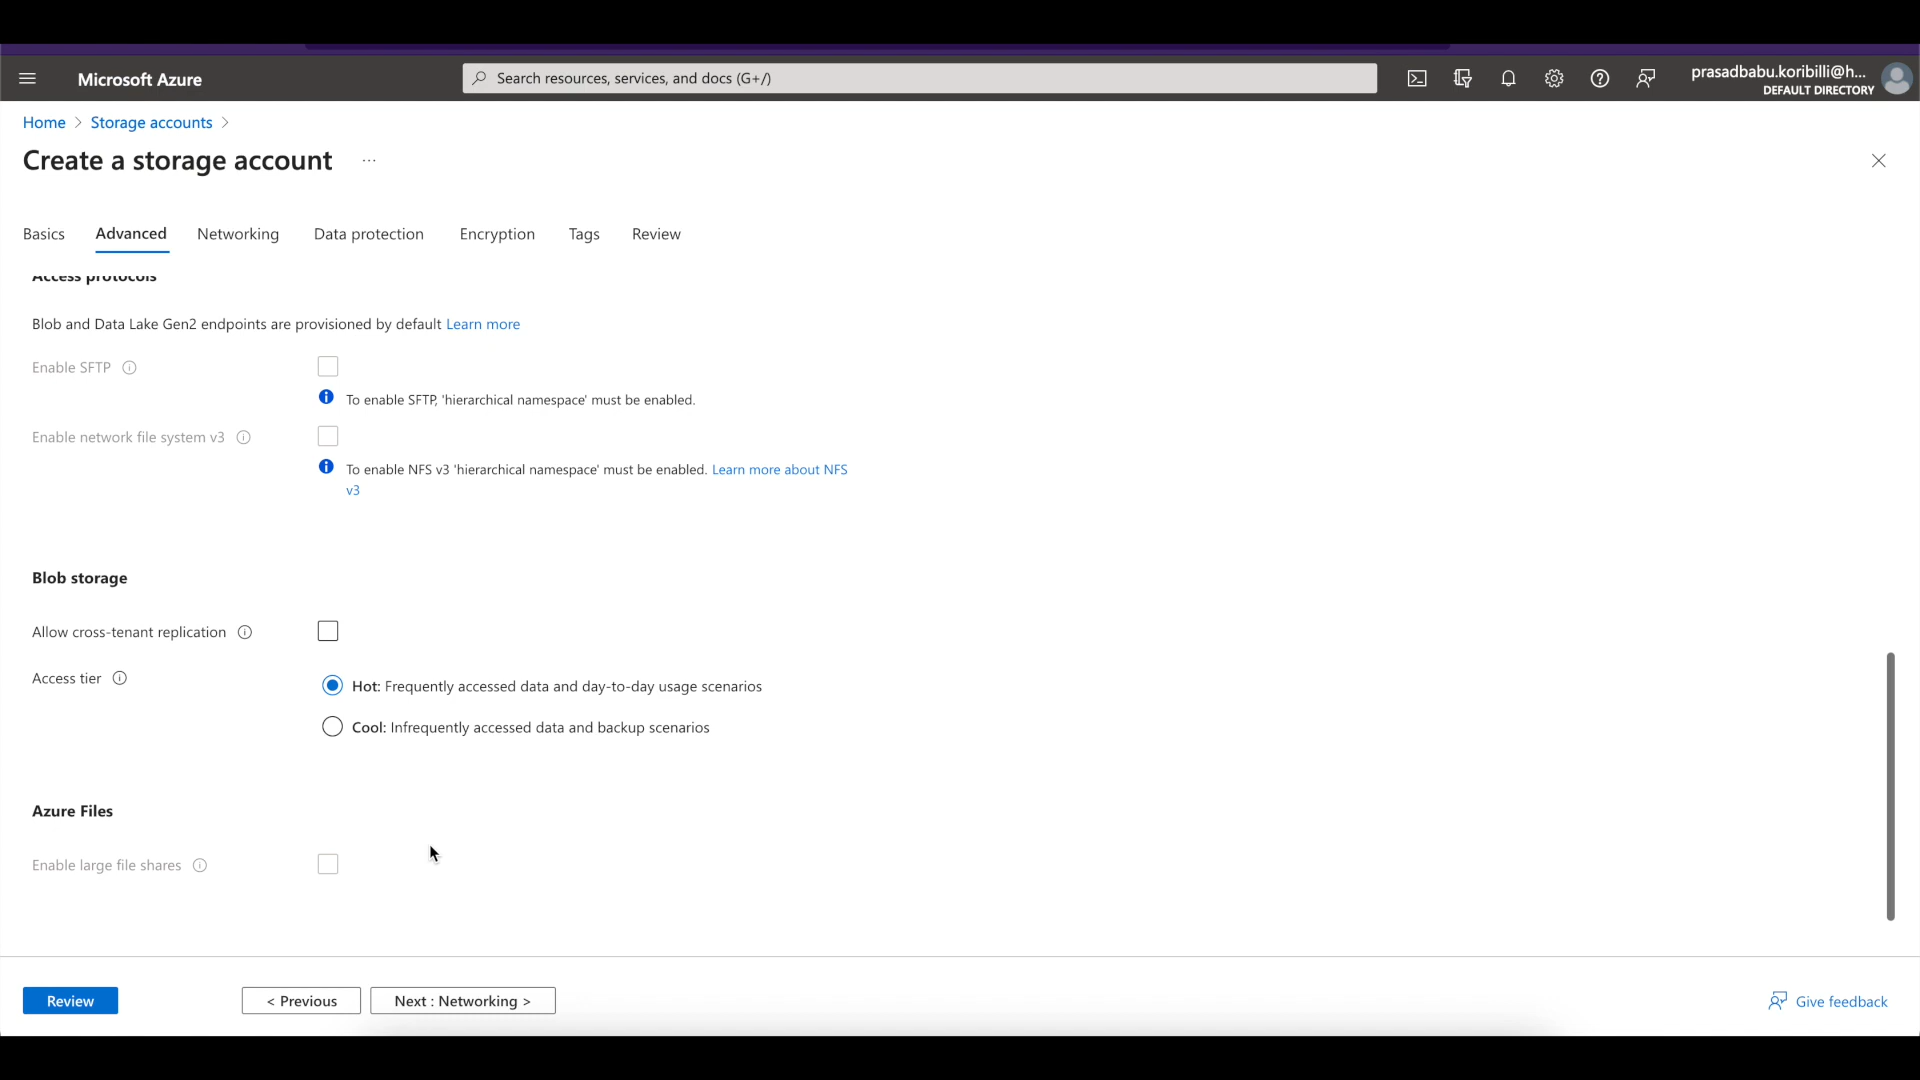 Microsoft Azure
Search resources, services, and docs (G+/)
prasadbabu.koribilli@h...
DEFAULT DIRECTORY
Home > Storage accounts >
Create a storage account ...
Basics Advanced Networking Data protection Encryption Tags Review
Access protocols
Blob and Data Lake Gen2 endpoints are provisioned by default Learn more
Enable SFTP
To enable SFTP, 'hierarchical namespace' must be enabled.
Enable network file system v3
To enable NFS v3 'hierarchical namespace' must be enabled. Learn more about NFS
v3
Blob storage
Allow cross-tenant replication
Access tier
Hot: Frequently accessed data and day-to-day usage scenarios
Cool: Infrequently accessed data and backup scenarios
Azure Files
Enable large file shares
Review
< Previous
Next : Networking >
Give feedback